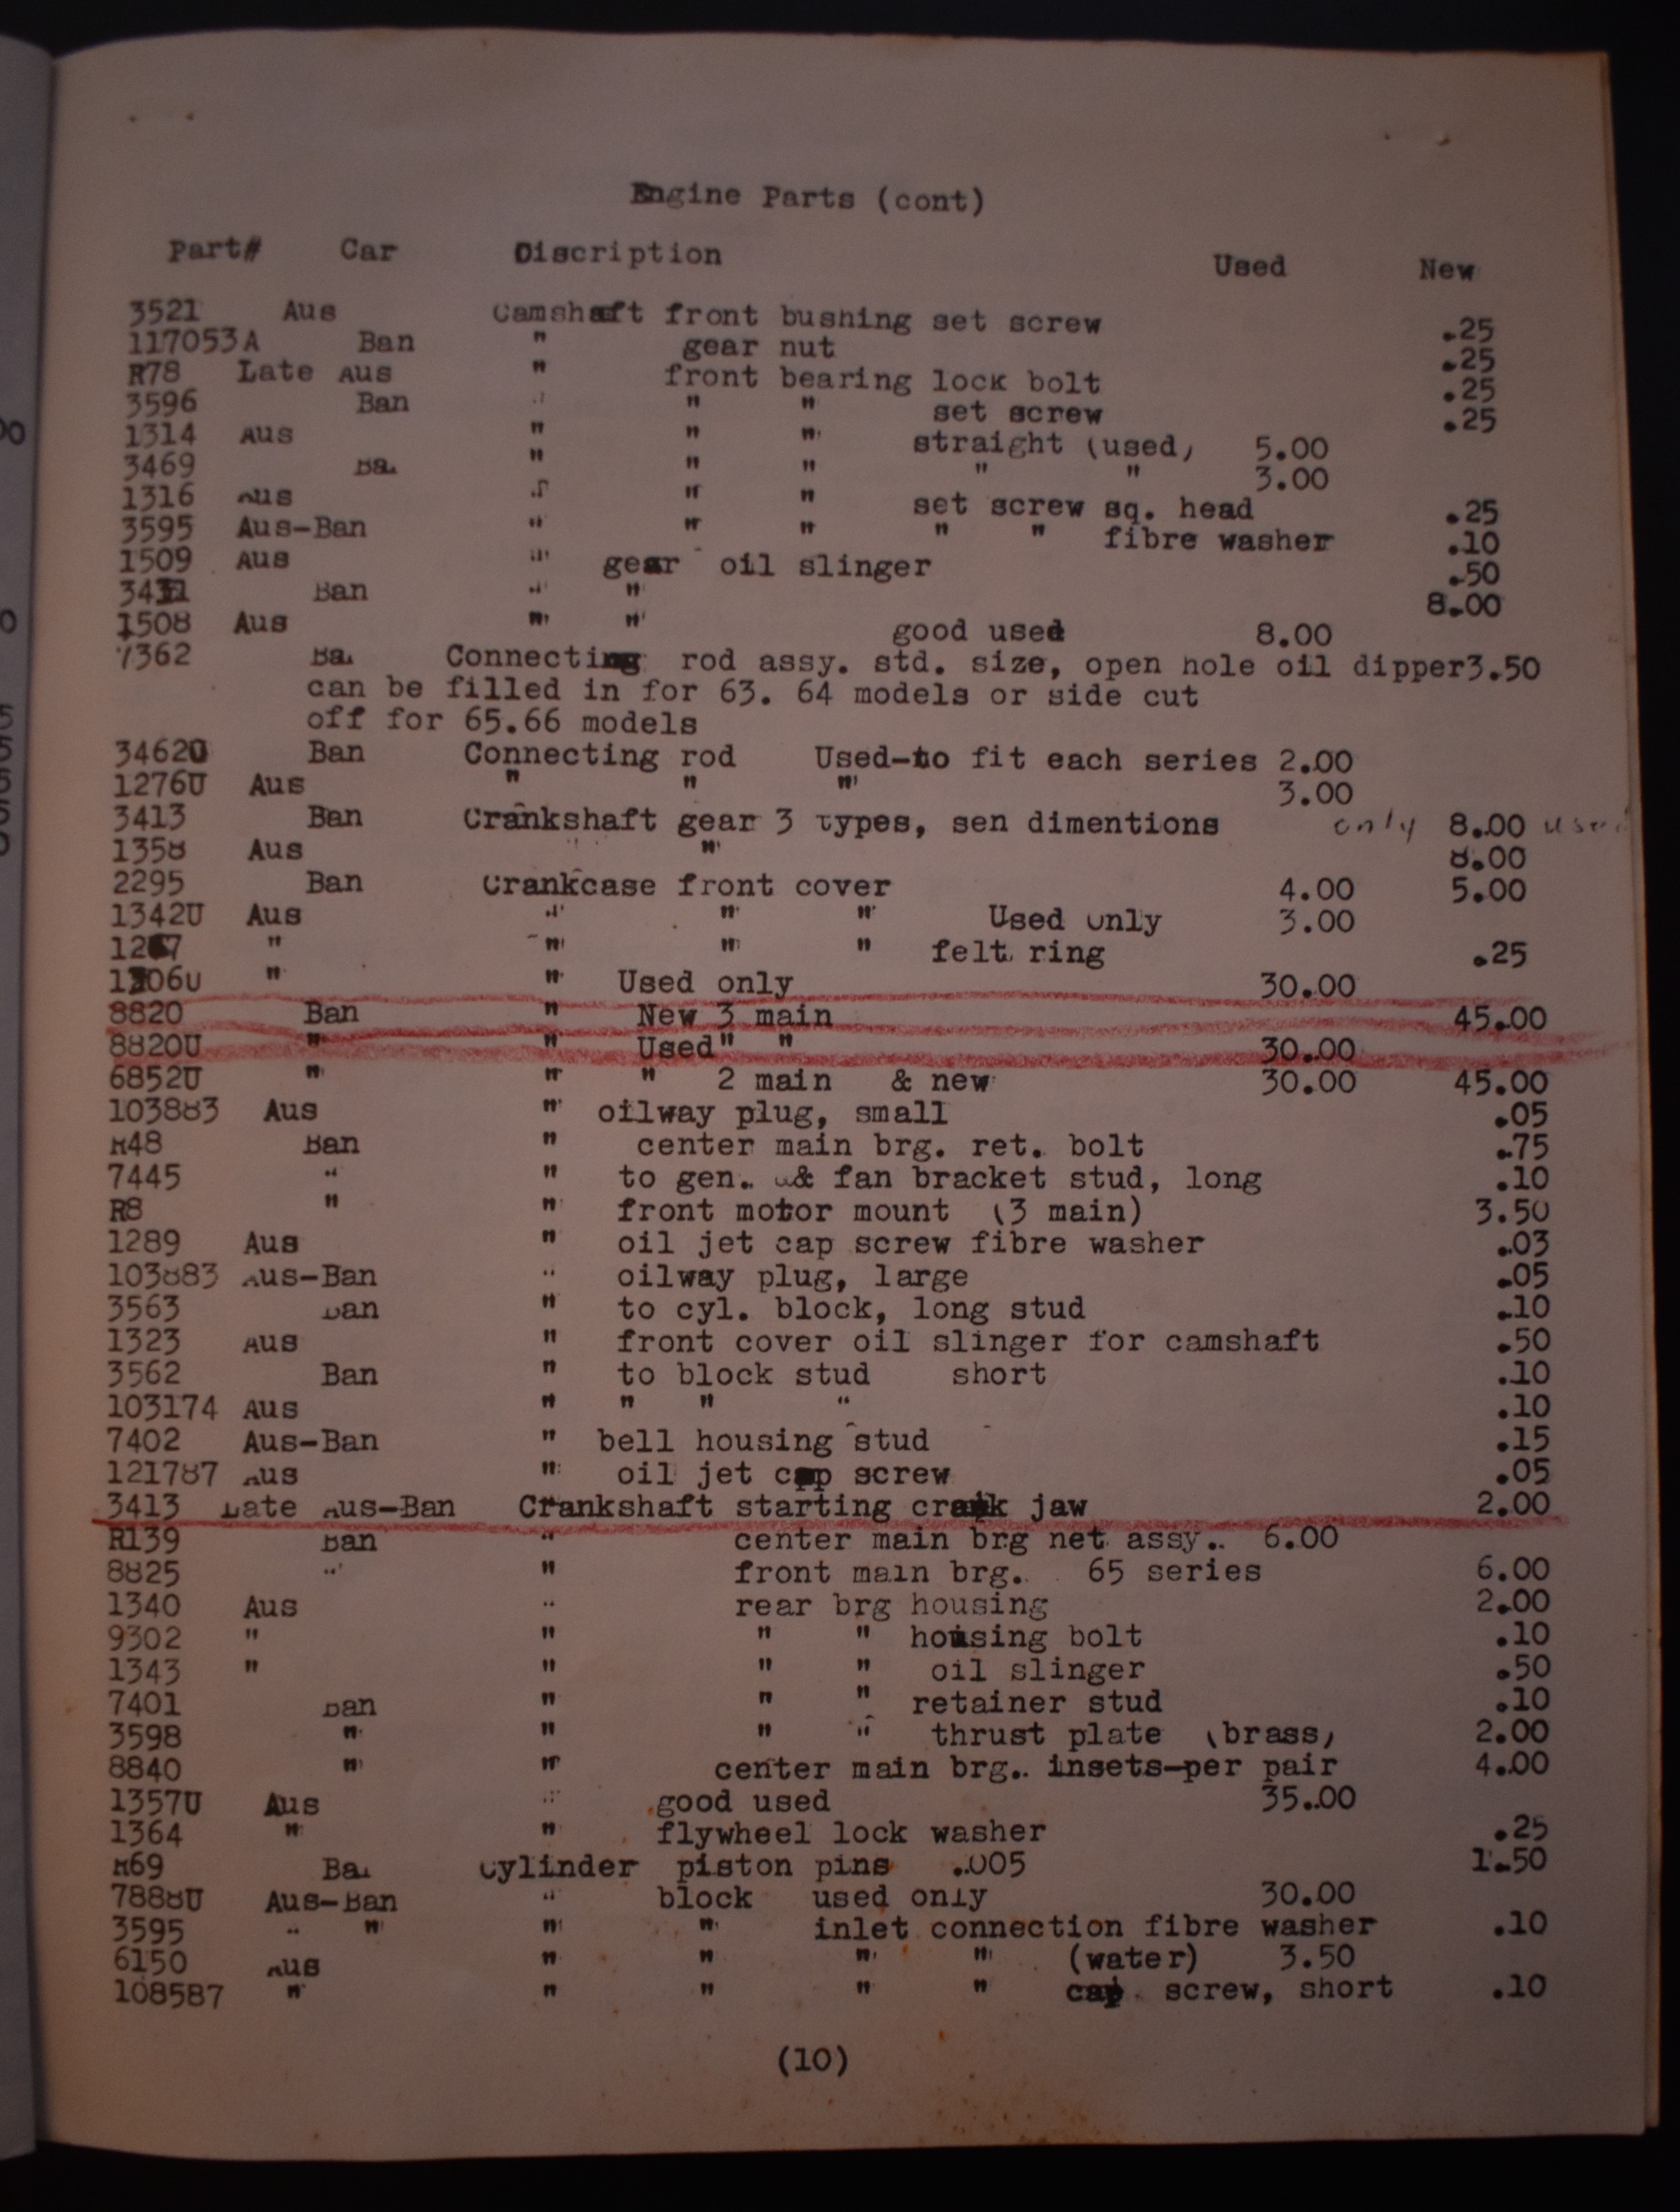 Engine Parts (cont)
Part# Car Discription Used New
3521 Aus Camshaft front bushing set screw .25
117053A Ban " gear nut .25
R78 Late Aus " front bearing lock bolt .25
3596 Ban " " " set screw .25
1314 Aus " " " straight (used) 5.00
3469 Ban " " " " " 3.00
1316 Aus " " " set screw sq. head .25
3595 Aus-Ban " " " " " fibre washer .10
1509 Aus " gear oil slinger .50
Ban " " 8.00
1508 Aus " " good used 8.00
7362 Ban Connecting rod assy. std. size, open hole oil dipper3.50
can be filled in for 63. 64 models or side cut
off for 65.66 models
3462U Ban Connecting rod Used-to fit each series 2.00
1276U Aus " " " 3.00
3413 Ban Crankshaft gear 3 types, sen dimentions only 8.00 used
1358 Aus " " 8.00
2295 Ban Crankcase front cover 4.00 5.00
1342U Aus " " " Used only 3.00
" " " " felt ring .25
" " Used only 30.00
8820 Ban " New 3 main 45.00
8820U " " Used" " 30.00
6852U " " " 2 main & new 30.00 45.00
103883 Aus " oilway plug, small .05
R48 Ban " center main brg. ret. bolt .75
7445 " " to gen. & fan bracket stud, long .10
R8 " " front motor mount (3 main) 3.50
1289 Aus " oil jet cap screw fibre washer .03
103883 Aus-Ban " oilway plug, large .05
3563 Ban " to cyl. block, long stud .10
1323 Aus " front cover oil slinger for camshaft .50
3562 Ban " to block stud short .10
103174 Aus " " " " .10
7402 Aus-Ban " bell housing stud .15
121787 Aus " oil jet cap screw .05
3413 Late Aus-Ban Crankshaft starting crank jaw 2.00
R139 Ban " center main brg net assy. 6.00
8825 " " front main brg. 65 series 6.00
1340 Aus " rear brg housing 2.00
9302 " " " " housing bolt .10
1343 " " " " oil slinger .50
7401 Ban " " " retainer stud .10
3598 " " " " thrust plate (brass) 2.00
8840 " " center main brg. insets-per pair 4.00
1357U Aus " good used 35.00
1364 " " flywheel lock washer .25
R69 Ban Cylinder piston pins .005 1.50
7888U Aus-Ban " block used only 30.00
3595 " " " " inlet connection fibre washer .10
6150 Aus " " " " (water) 3.50
108587 " " " " " cap screw, short .10
(10)